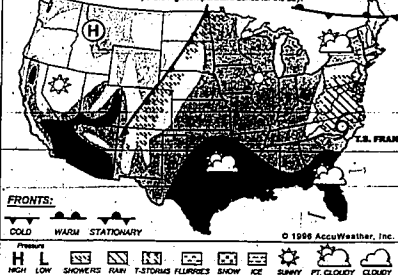 H
T.S. FRAN
FRONTS:
COLD WARM STATIONARY
© 1996 AccuWeather, Inc.
Pressure
H L
HIGH LOW SHOWERS RAIN T-STORMS FLURRIES SNOW ICE SUNNY PT. CLOUDY CLOUDY